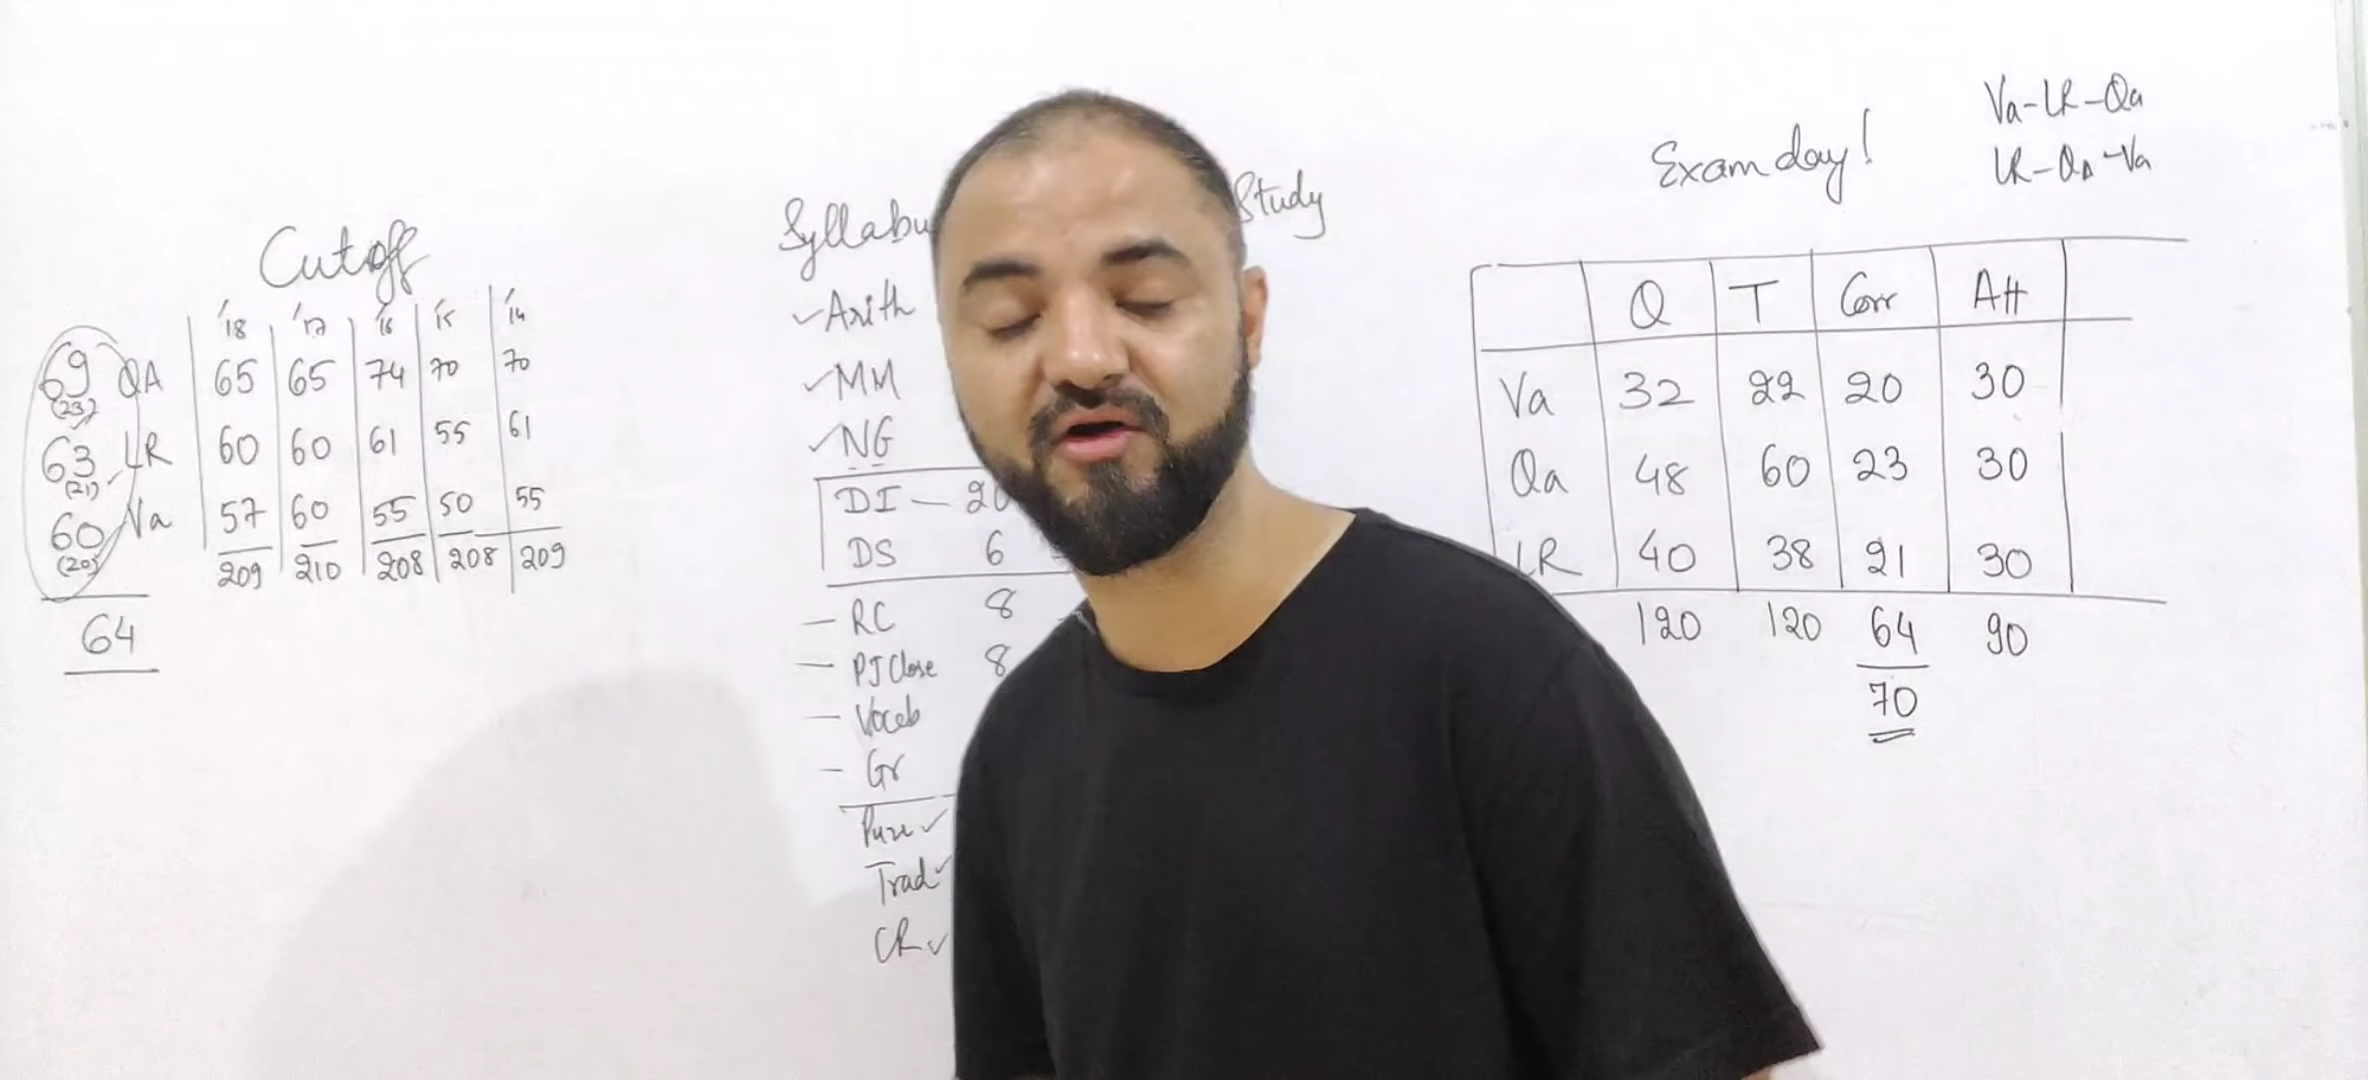 Cutoff
'18 '17 '16 '15 '14
69 QA 65 65 74 70 70
(23)
63 LR 60 60 61 55 61
(21)
60 Va 57 60 55 50 55
(20)
209 210 208 208 209
64
Syllabu
Study
Arith
MM
NG
DI - 20
DS 6
- RC 8
- PJ Close 8
- Vocab
- Gr
Puzz
Trad
CR
Exam day!
Va-LR-Qa
LR-Qa-Va
Q T Corr Att
Va 32 22 20 30
Qa 48 60 23 30
LR 40 38 21 30
120 120 64 90
70